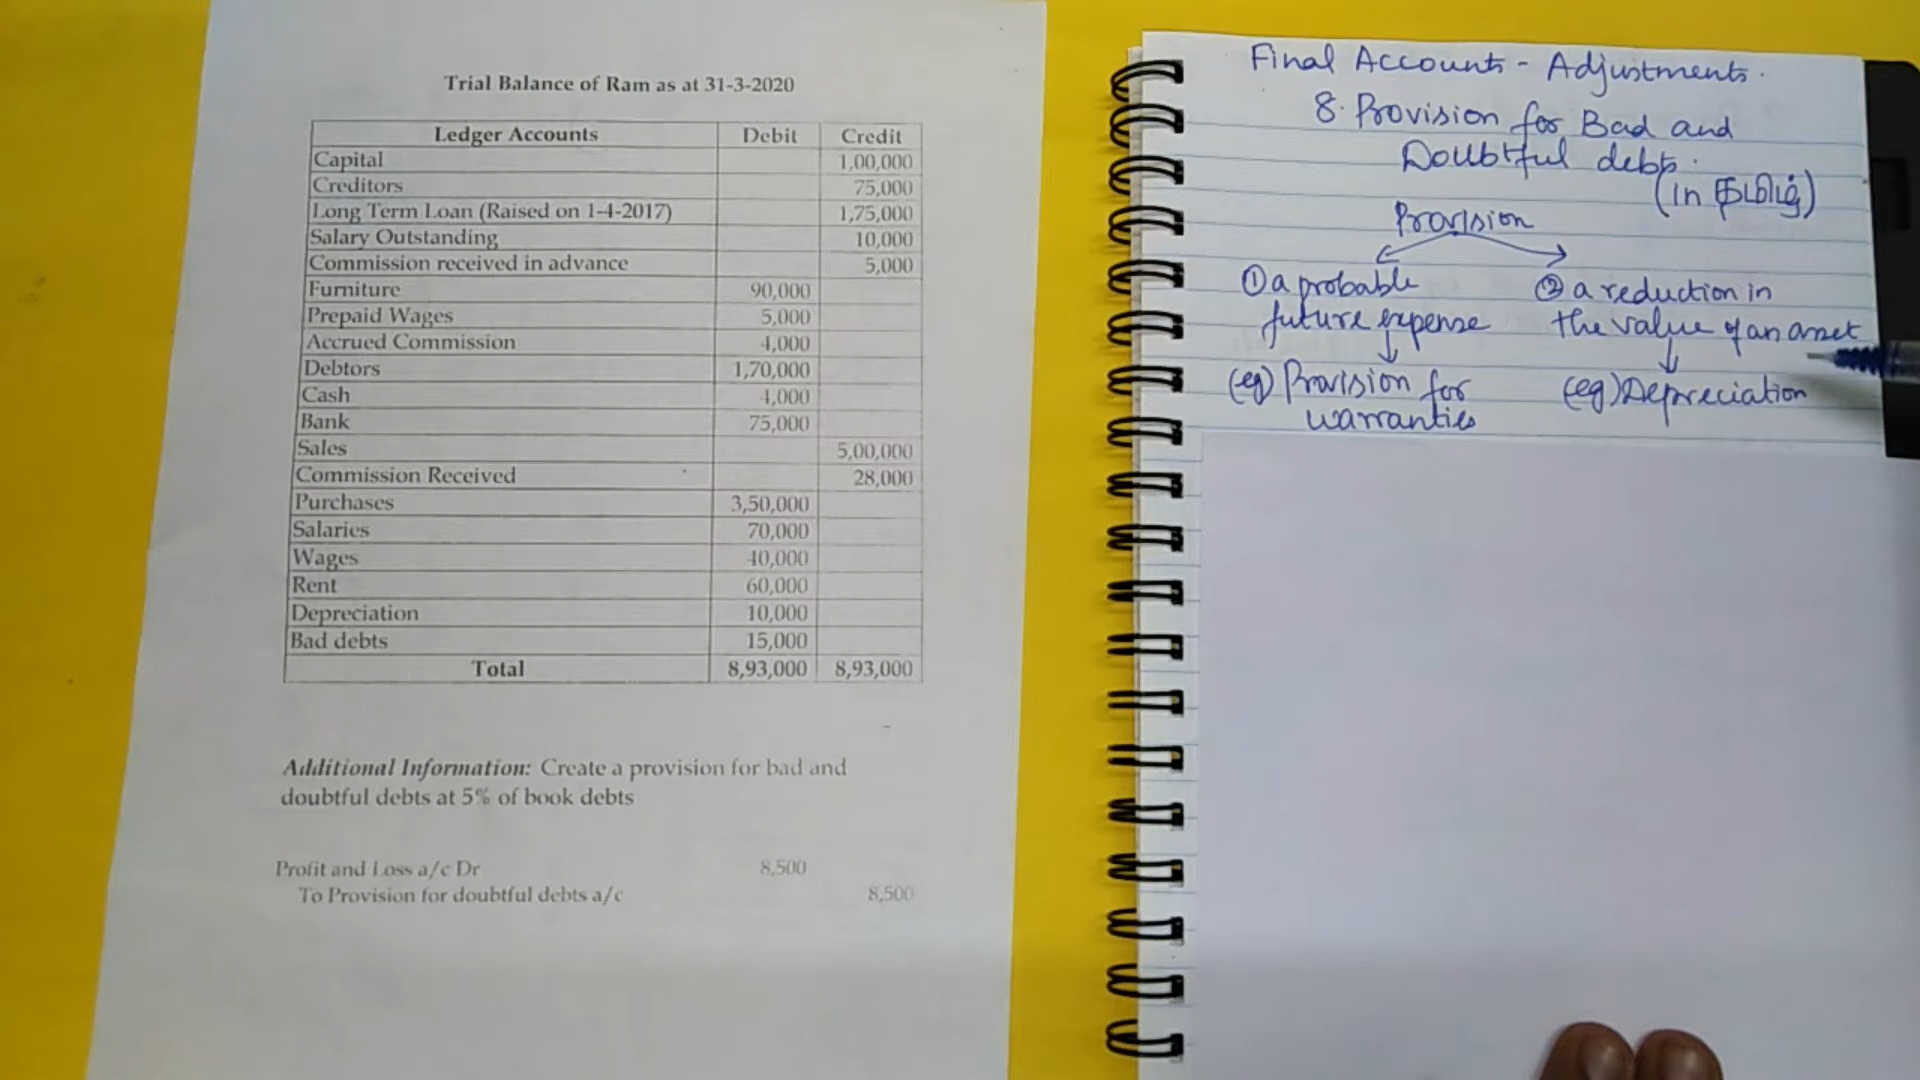 Trial Balance of Ram as at 31-3-2020
Ledger Accounts Debit Credit
Capital 1,00,000
Creditors 75,000
Long Term Loan (Raised on 1-4-2017) 1,75,000
Salary Outstanding 10,000
Commission received in advance 5,000
Furniture 90,000
Prepaid Wages 5,000
Accrued Commission 4,000
Debtors 1,70,000
Cash 4,000
Bank 75,000
Sales 5,00,000
Commission Received 28,000
Purchases 3,50,000
Salaries 70,000
Wages 40,000
Rent 60,000
Depreciation 10,000
Bad debts 15,000
Total 8,93,000 8,93,000
Additional Information: Create a provision for bad and
doubtful debts at 5% of book debts
Profit and Loss a/c Dr 8,500
To Provision for doubtful debts a/c 8,500
Final Accounts - Adjustments.
8. Provision for Bad and
Doubtful debts.
(in தமிழ்)
Provision
① a probable
future expense
(eg) Provision for
warranties
② a reduction in
the value of an asset
(eg) Depreciation